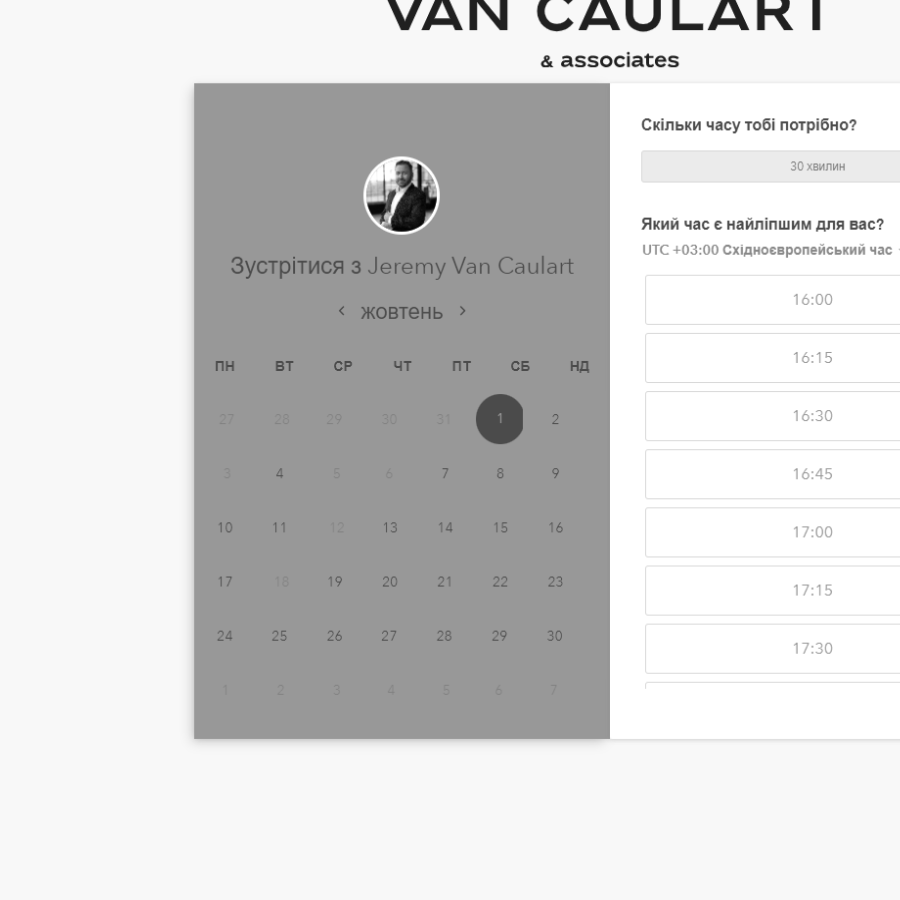 VAN CAULART
& associates
Зустрітися з Jeremy Van Caulart
жовтень
ПН ВТ СР ЧТ ПТ СБ НД
27 28 29 30 31 1 2
3 4 5 6 7 8 9
10 11 12 13 14 15 16
17 18 19 20 21 22 23
24 25 26 27 28 29 30
1 2 3 4 5 6 7
Скільки часу тобі потрібно?
30 хвилин
Який час є найліпшим для вас?
UTC +03:00 Східноєвропейський час
16:00
16:15
16:30
16:45
17:00
17:15
17:30